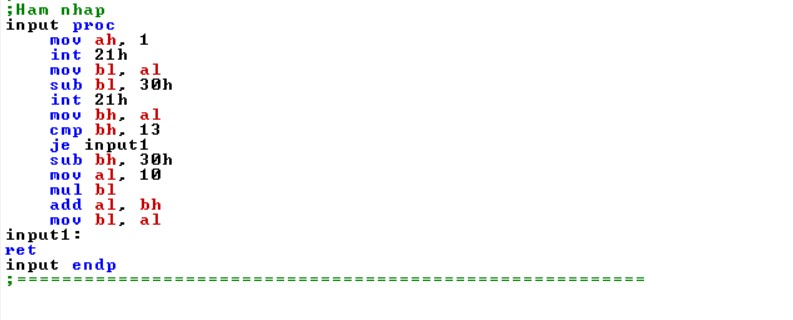 ;Ham nhap
input proc
mov ah, 1
int 21h
mov bl, al
sub bl, 30h
int 21h
mov bh, al
cmp bh, 13
je input1
sub bh, 30h
mov al, 10
mul bl
add al, bh
mov bl, al
input1:
ret
input endp
;========================================================